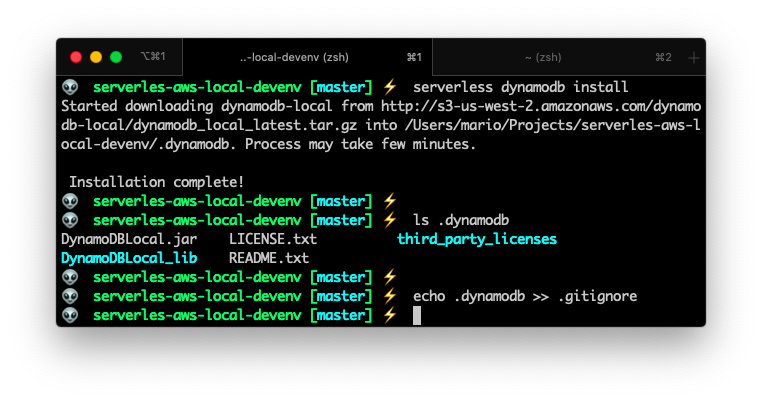 ⌥⌘1 ..-local-devenv (zsh) ⌘1 ~ (zsh) ⌘2 +
👽 serverles-aws-local-devenv [master] ⚡ serverless dynamodb install
Started downloading dynamodb-local from http://s3-us-west-2.amazonaws.com/dynamo
db-local/dynamodb_local_latest.tar.gz into /Users/mario/Projects/serverles-aws-l
ocal-devenv/.dynamodb. Process may take few minutes.
Installation complete!
👽 serverles-aws-local-devenv [master] ⚡
👽 serverles-aws-local-devenv [master] ⚡ ls .dynamodb
DynamoDBLocal.jar LICENSE.txt third_party_licenses
DynamoDBLocal_lib README.txt
👽 serverles-aws-local-devenv [master] ⚡
👽 serverles-aws-local-devenv [master] ⚡ echo .dynamodb >> .gitignore
👽 serverles-aws-local-devenv [master] ⚡